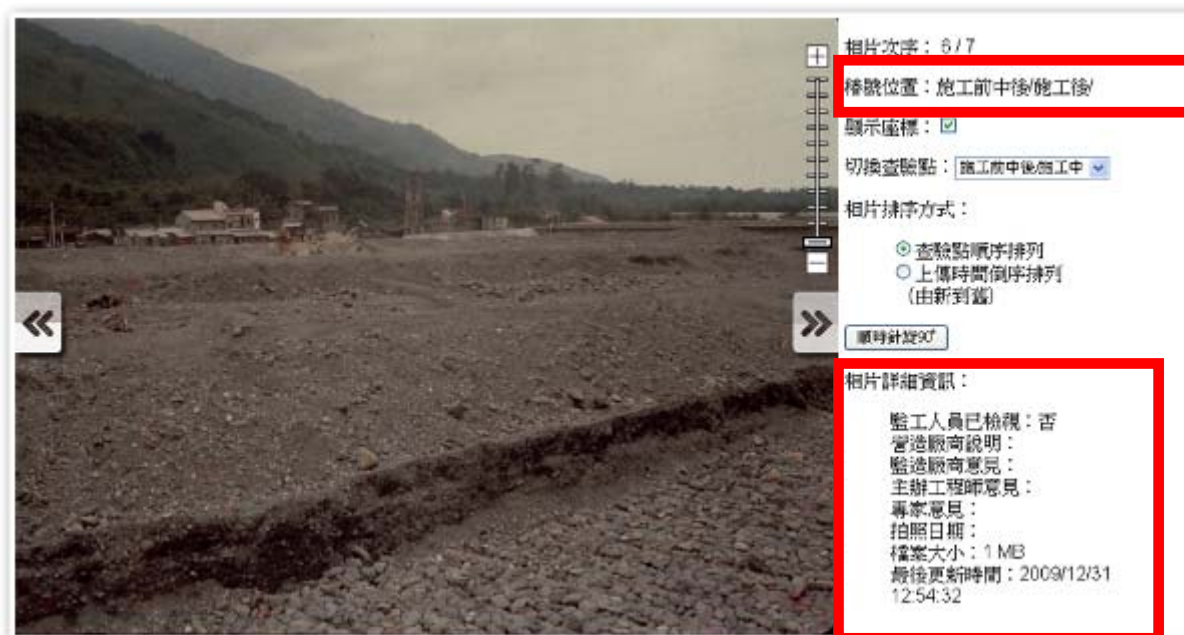 相片次序： 6 / 7
樁號位置：施工前中後/施工後/
顯示座標：
切換查驗點： 施工前中後/施工中
相片排序方式：
查驗點順序排列
上傳時間倒序排列
(由新到舊)
順時針旋90°
相片詳細資訊：
監工人員已檢視：否
營造廠商說明：
監造廠商意見：
主辦工程師意見：
專家意見：
拍照日期：
檔案大小：1 MB
最後更新時間：2009/12/31
12:54:32